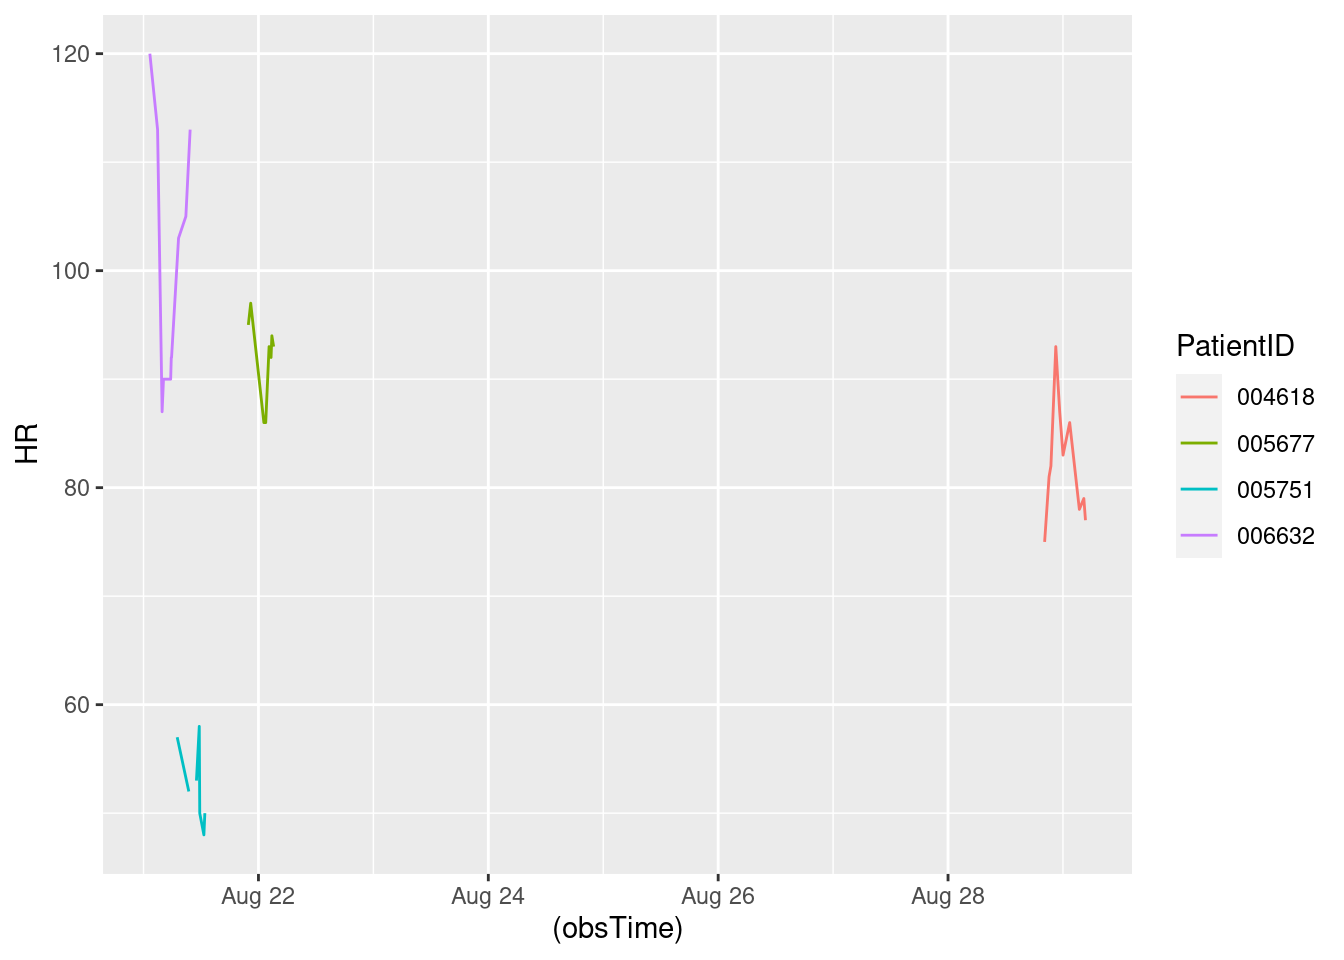 120
100
80
60
HR
Aug 22
Aug 24
Aug 26
Aug 28
(obsTime)
PatientID
004618
005677
005751
006632